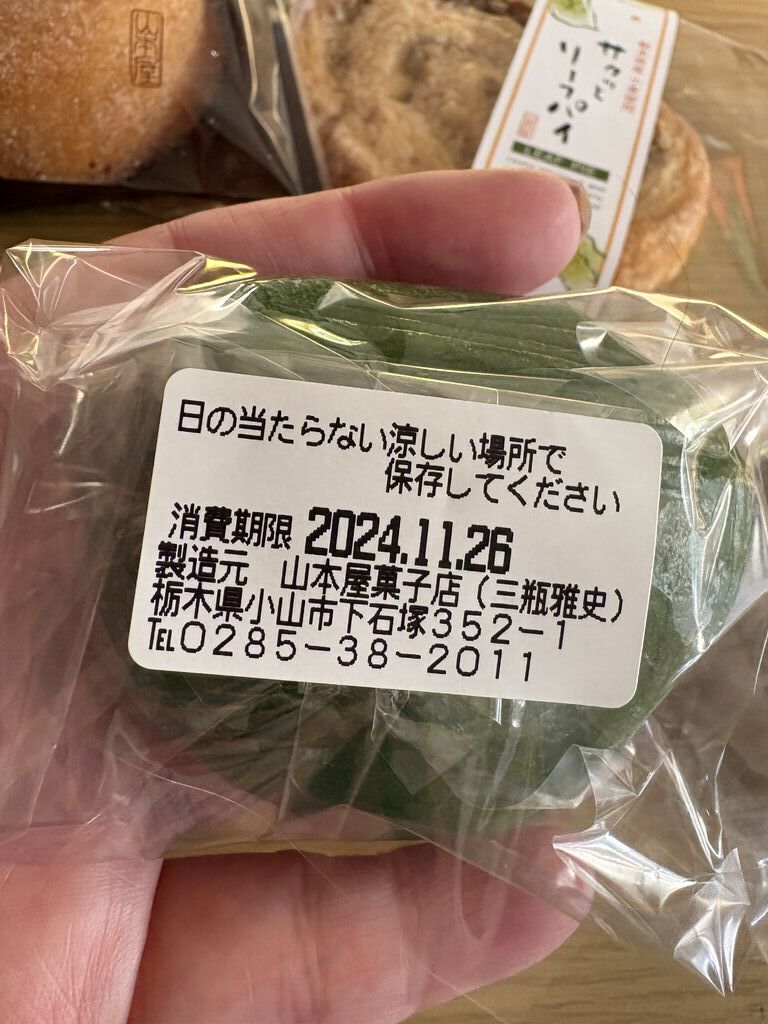 山本屋
サクッと
リーフパイ
LEAF PIE
日の当たらない涼しい場所で
保存してください
消費期限 2024.11.26
製造元 山本屋菓子店(三瓶雅史)
栃木県小山市下石塚352-1
TEL0285-38-2011